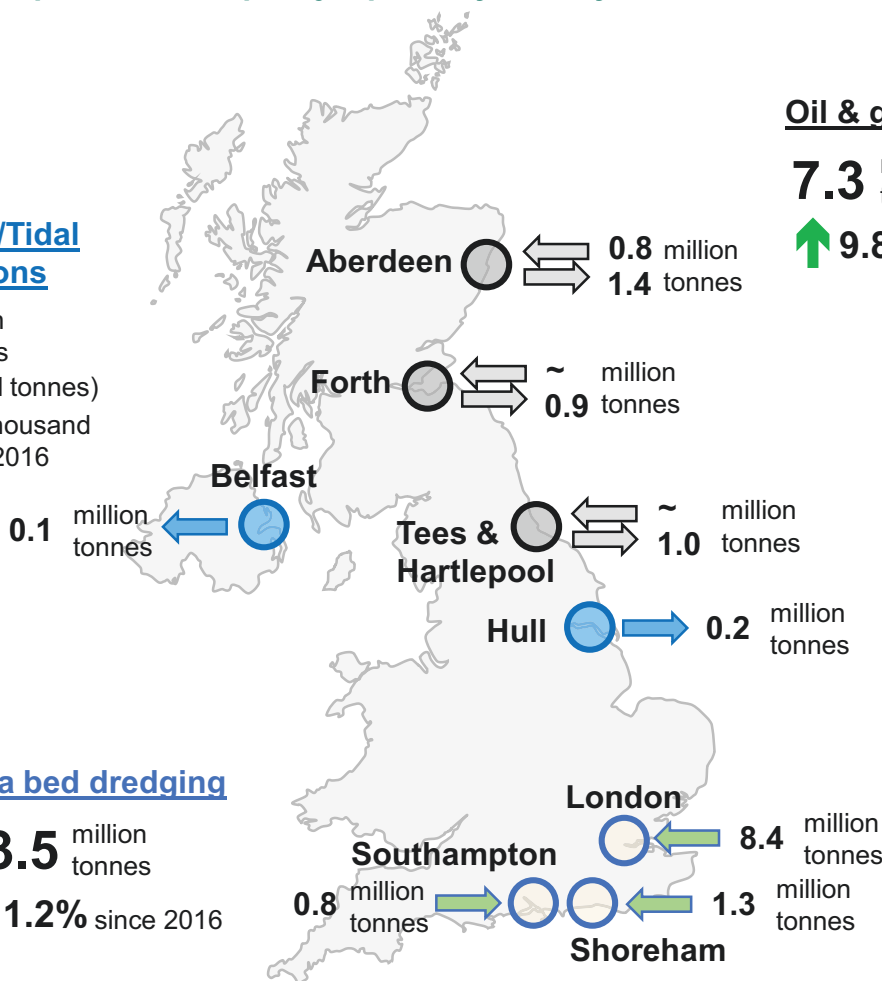 Oil & g
7.3
9.8
/Tidal
ons
tonnes)
2016
Aberdeen
0.8 million
1.4 tonnes
Forth
~ million
0.9 tonnes
Belfast
0.1 million
tonnes
Tees &
Hartlepool
~ million
1.0 tonnes
Hull
0.2 million
tonnes
a bed dredging
3.5 million
tonnes
1.2% since 2016
London
8.4 million
tonnes
Southampton
0.8 million
tonnes
1.3 million
tonnes
Shoreham